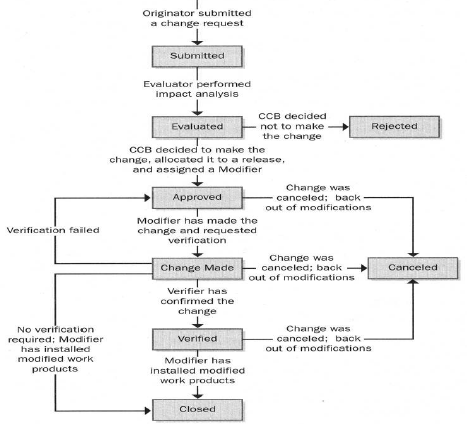 Originator submitted
a change request
Submitted
Evaluator performed
impact analysis
Evaluated
CCB decided
not to make
the change
Rejected
CCB decided to make the
change, allocated it to a release,
and assigned a Modifier
Approved
Change was
canceled; back
out of modifications
Verification failed
Modifier has made the
change and requested
verification
Change Made
Change was
canceled; back
out of modifications
Canceled
Verifier has
confirmed the
change
No verification
required; Modifier
has installed
modified work
products
Verified
Change was
canceled; back
out of modifications
Modifier has
installed modified
work products
Closed